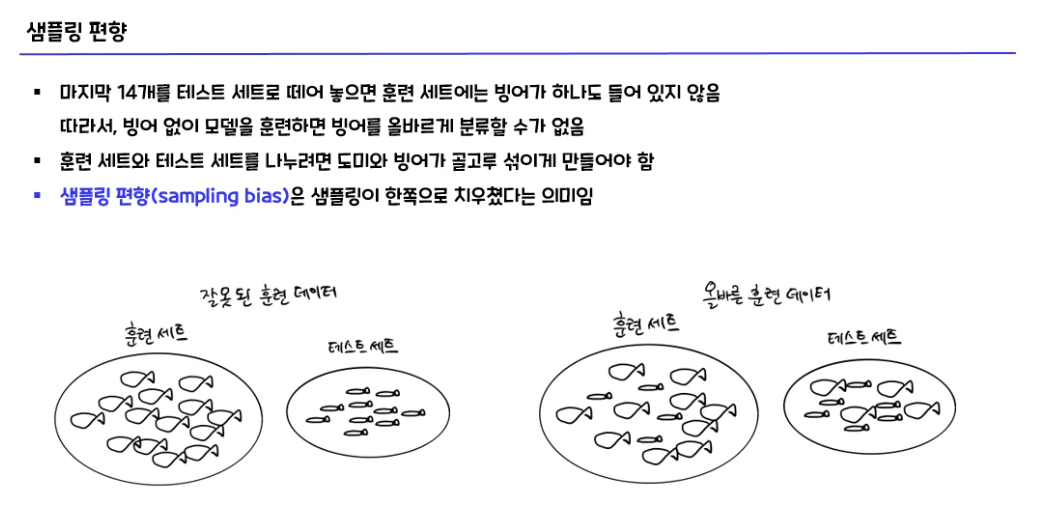 샘플링 편향
▪ 마지막 14개를 테스트 세트로 떼어 놓으면 훈련 세트에는 빙어가 하나도 들어 있지 않음
따라서, 빙어 없이 모델을 훈련하면 빙어를 올바르게 분류할 수가 없음
▪ 훈련 세트와 테스트 세트를 나누려면 도미와 빙어가 골고루 섞이게 만들어야 함
▪ 샘플링 편향(sampling bias)은 샘플링이 한쪽으로 치우쳤다는 의미임
잘못된 훈련 데이터
훈련 세트
테스트 세트
올바른 훈련 데이터
훈련 세트
테스트 세트